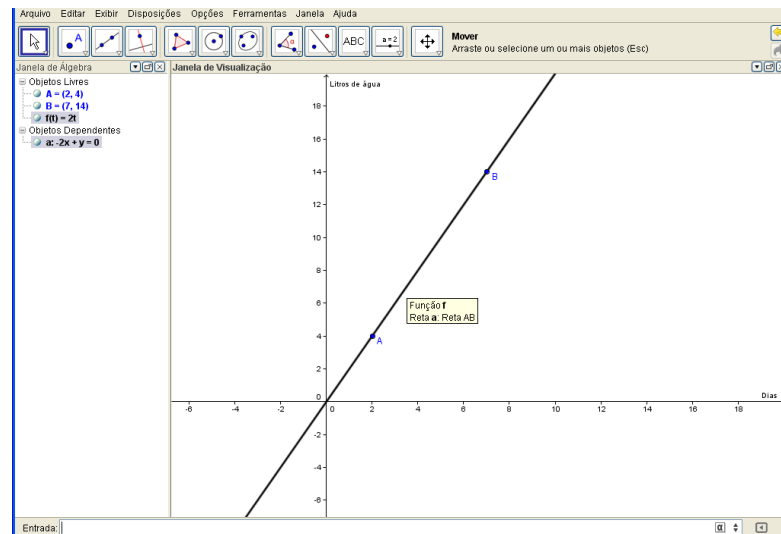 Arquivo Editar Exibir Disposições Opções Ferramentas Janela Ajuda
A
ABC
a=2
Mover
Arraste ou selecione um ou mais objetos (Esc)
Janela de Álgebra
Objetos Livres
A = (2, 4)
B = (7, 14)
f(t) = 2t
Objetos Dependentes
a: -2x + y = 0
Janela de Visualização
Litros de água
18
16
14
12
10
8
6
4
2
0
-2
-4
-6
B
A
Função f
Reta a: Reta AB
Dias
-6 -4 -2 0 2 4 6 8 10 12 14 16 18
Entrada:
α